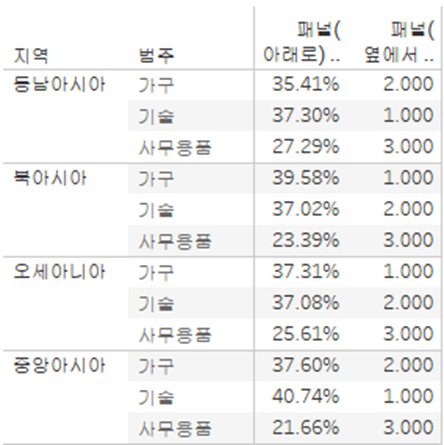 패널( 패널(
지역 범주 아래로) .. 옆에서 ..
동남아시아 가구 35.41% 2.000
기술 37.30% 1.000
사무용품 27.29% 3.000
북아시아 가구 39.58% 1.000
기술 37.02% 2.000
사무용품 23.39% 3.000
오세아니아 가구 37.31% 1.000
기술 37.08% 2.000
사무용품 25.61% 3.000
중앙아시아 가구 37.60% 2.000
기술 40.74% 1.000
사무용품 21.66% 3.000